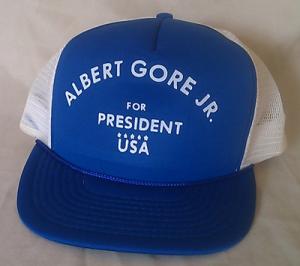 ALBERT GORE JR.
FOR
PRESIDENT
USA